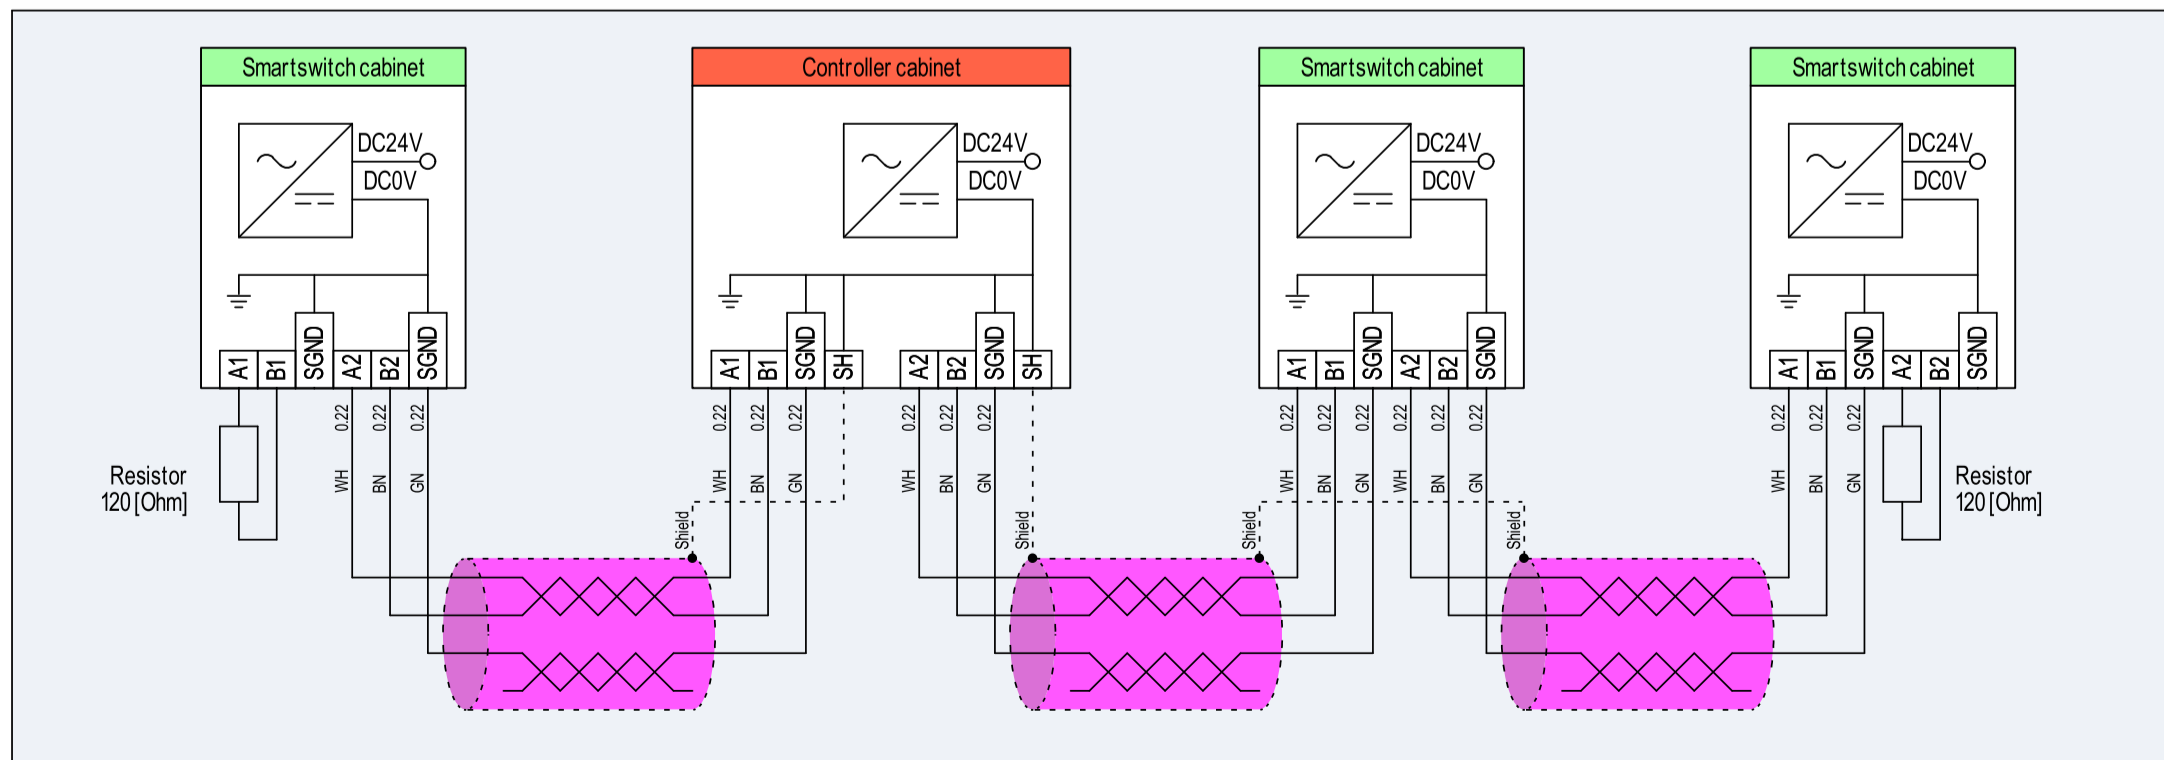 Smartswitch cabinet
Controller cabinet
Smartswitch cabinet
Smartswitch cabinet
DC24V
DC0V
DC24V
DC0V
DC24V
DC0V
DC24V
DC0V
A1 B1 SGND A2 B2 SGND
A1 B1 SGND SH A2 B2 SGND SH
A1 B1 SGND A2 B2 SGND
A1 B1 SGND A2 B2 SGND
0.22 0.22 0.22
0.22 0.22 0.22 0.22 0.22 0.22
0.22 0.22 0.22 0.22 0.22 0.22
0.22 0.22 0.22
Resistor
120 [Ohm]
WH BN GN
WH BN GN WH BN GN
WH BN GN WH BN GN
WH BN GN
Resistor
120 [Ohm]
Shield
Shield
Shield
Shield